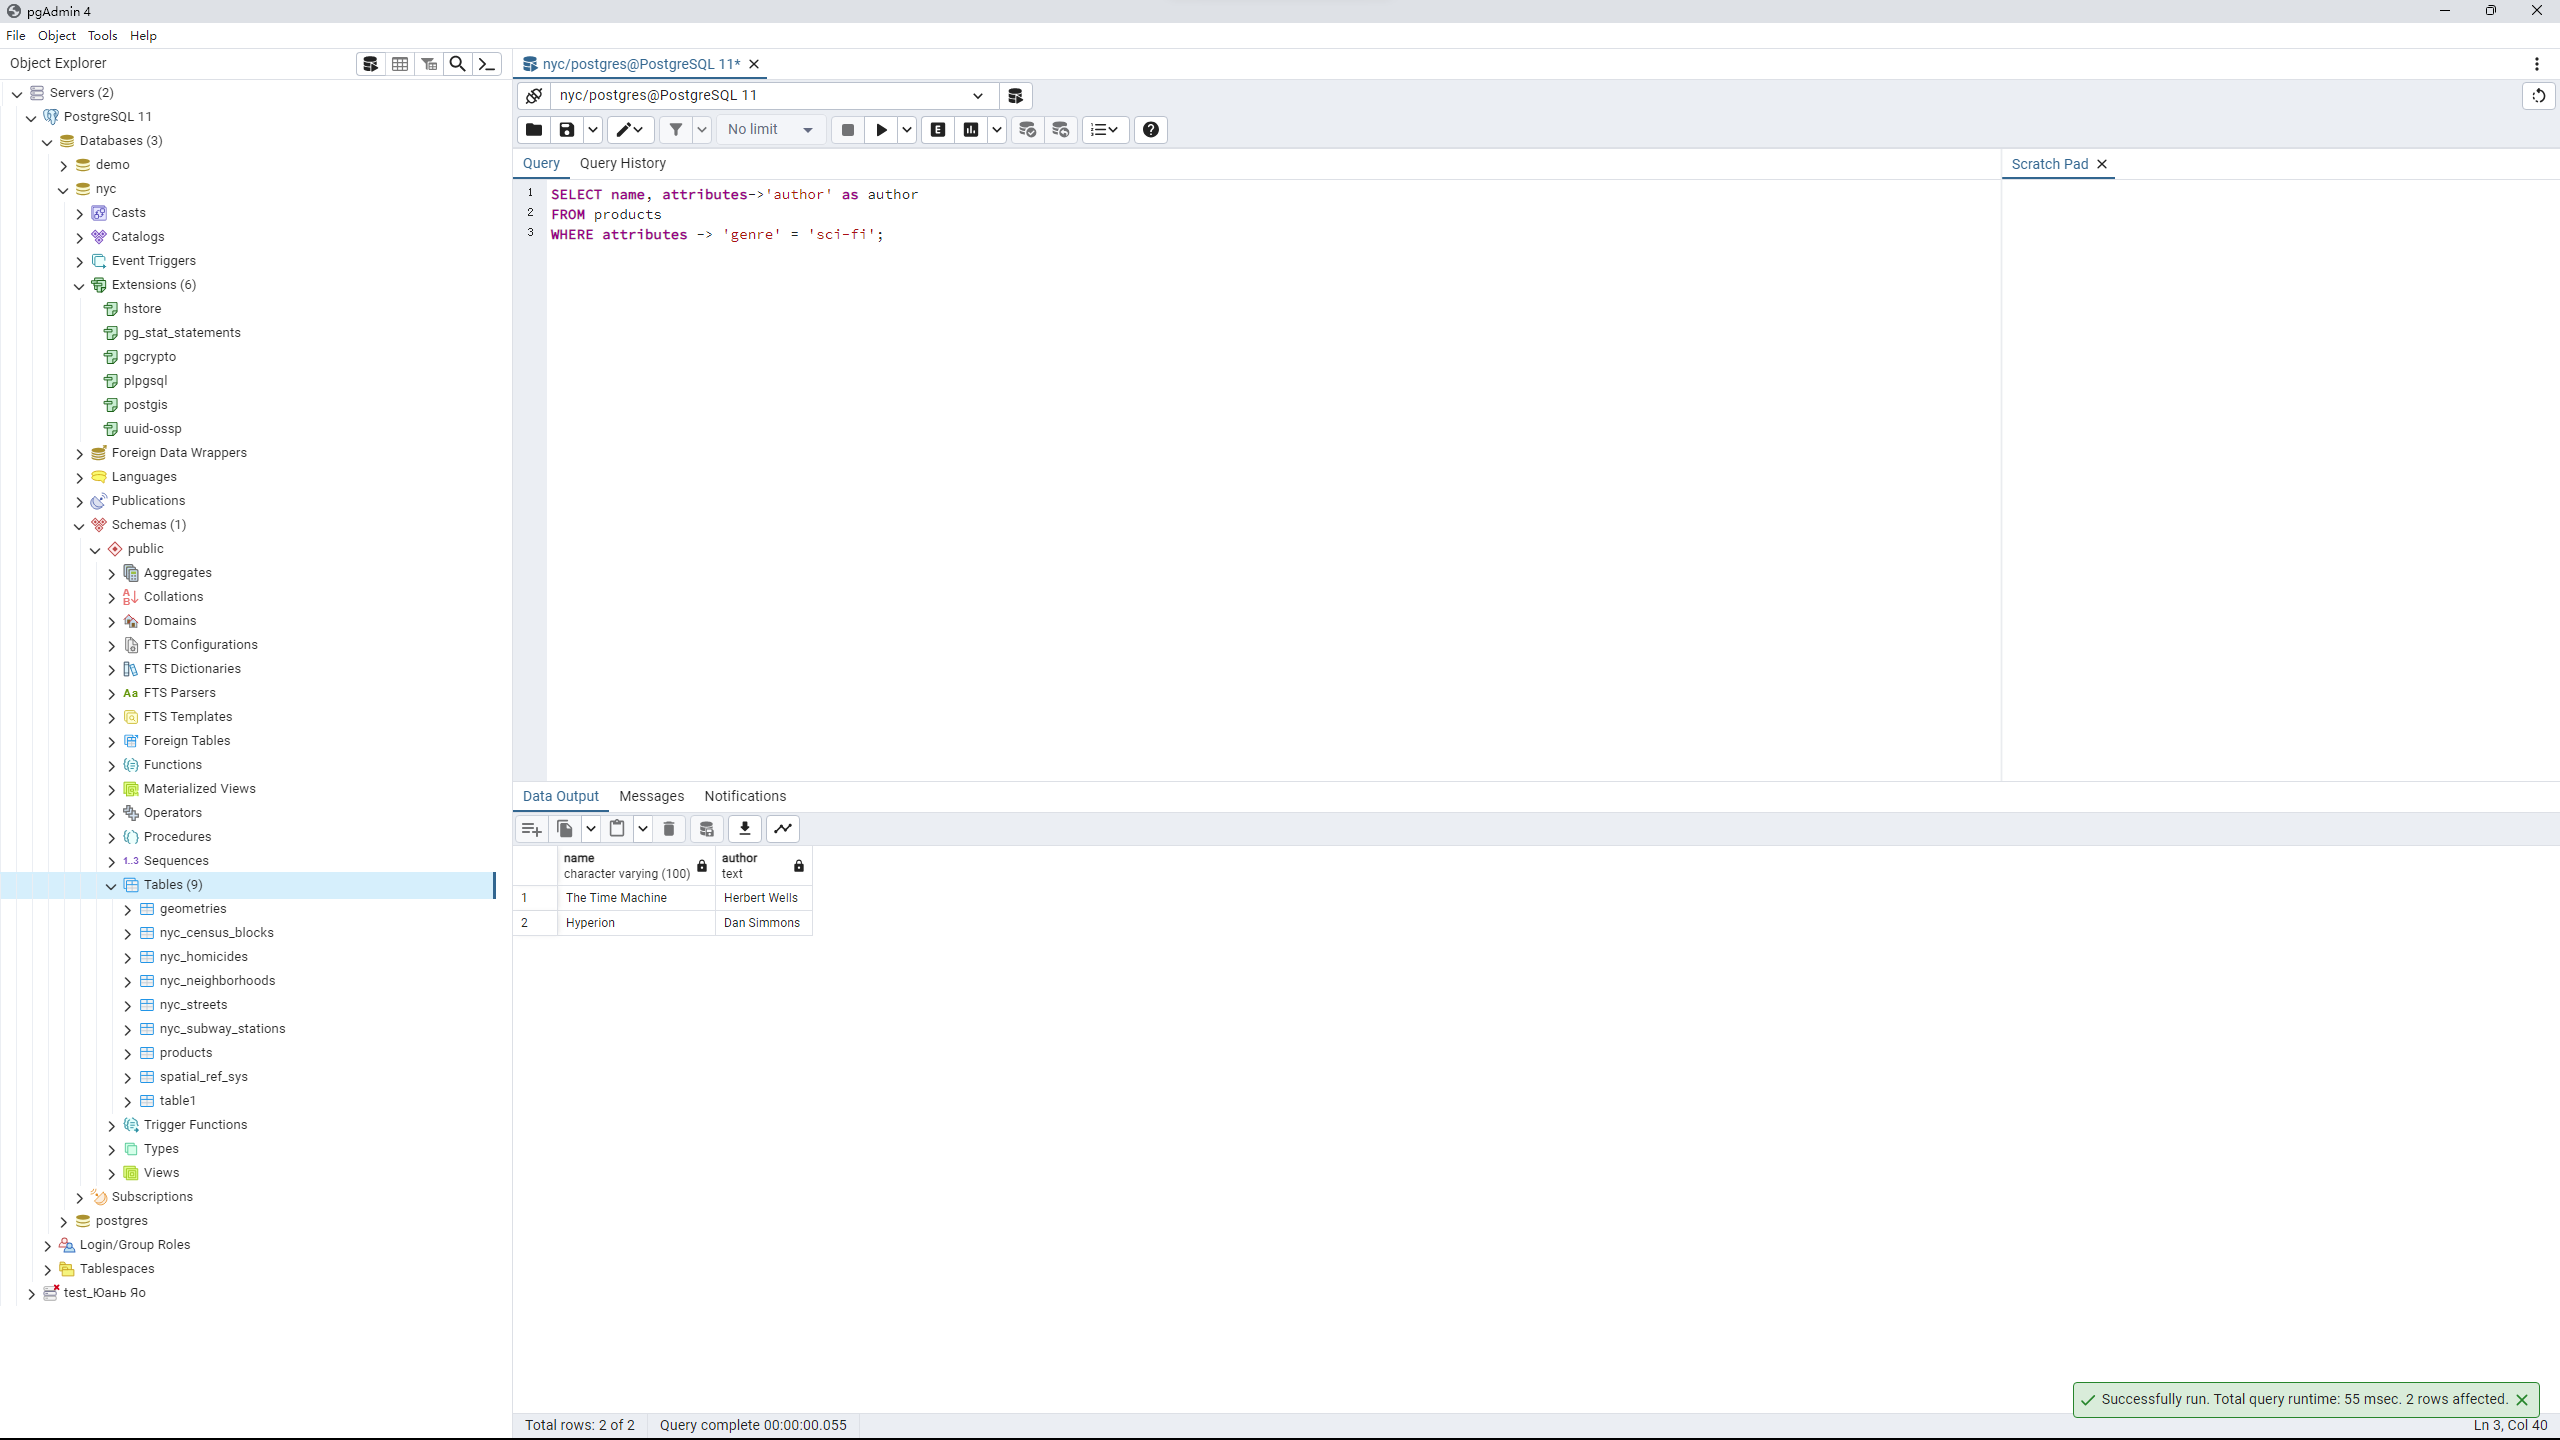 pgAdmin 4
File Object Tools Help
Object Explorer
Servers (2)
PostgreSQL 11
Databases (3)
demo
nyc
Casts
Catalogs
Event Triggers
Extensions (6)
hstore
pg_stat_statements
pgcrypto
plpgsql
postgis
uuid-ossp
Foreign Data Wrappers
Languages
Publications
Schemas (1)
public
Aggregates
Collations
Domains
FTS Configurations
FTS Dictionaries
Aa FTS Parsers
FTS Templates
Foreign Tables
Functions
Materialized Views
Operators
Procedures
1..3 Sequences
Tables (9)
geometries
nyc_census_blocks
nyc_homicides
nyc_neighborhoods
nyc_streets
nyc_subway_stations
products
spatial_ref_sys
table1
Trigger Functions
Types
Views
Subscriptions
postgres
Login/Group Roles
Tablespaces
test_Юань Яо
nyc/postgres@PostgreSQL 11*
nyc/postgres@PostgreSQL 11
No limit
E
Query Query History
1 SELECT name, attributes->'author' as author
2 FROM products
3 WHERE attributes -> 'genre' = 'sci-fi';
Scratch Pad
Data Output Messages Notifications
name author
character varying (100) text
1 The Time Machine Herbert Wells
2 Hyperion Dan Simmons
Successfully run. Total query runtime: 55 msec. 2 rows affected.
Total rows: 2 of 2 Query complete 00:00:00.055 Ln 3, Col 40